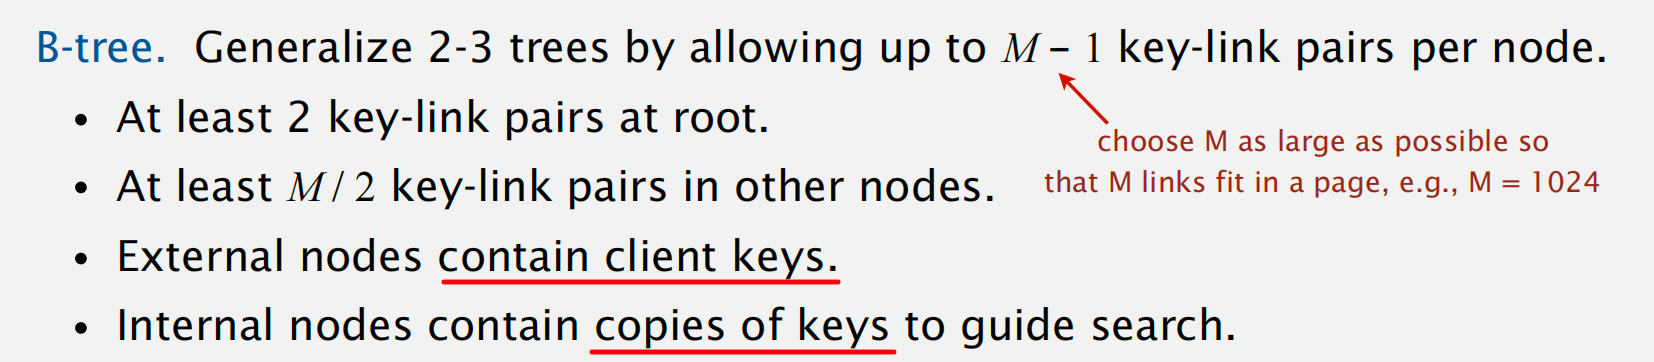 B-tree. Generalize 2-3 trees by allowing up to M – 1 key-link pairs per node.
• At least 2 key-link pairs at root.
choose M as large as possible so
that M links fit in a page, e.g., M = 1024
• At least M / 2 key-link pairs in other nodes.
• External nodes contain client keys.
• Internal nodes contain copies of keys to guide search.